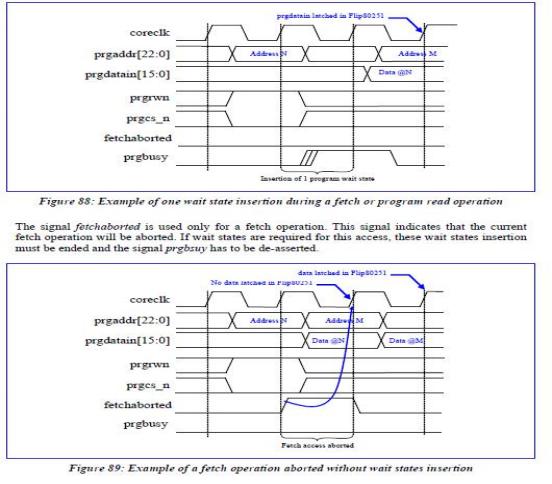 prgdatain latched in Flip80251
coreclk
prgaddr[22:0]
Address N
Address M
prgdatain[15:0]
Data @N
prgrwn
prgcs_n
fetchaborted
prgbusy
Insertion of 1 program wait state
Figure 88: Example of one wait state insertion during a fetch or program read operation
The signal fetchaborted is used only for a fetch operation. This signal indicates that the current
fetch operation will be aborted. If wait states are required for this access, these wait states insertion
must be ended and the signal prgbsuy has to be de-asserted.
data latched in Flip80251
No data latched in Flip80251
coreclk
prgaddr[22:0]
Address N
Address M
prgdatain[15:0]
Data @N
Data @M
prgrwn
prgcs_n
fetchaborted
prgbusy
Fetch access aborted
Figure 89: Example of a fetch operation aborted without wait states insertion